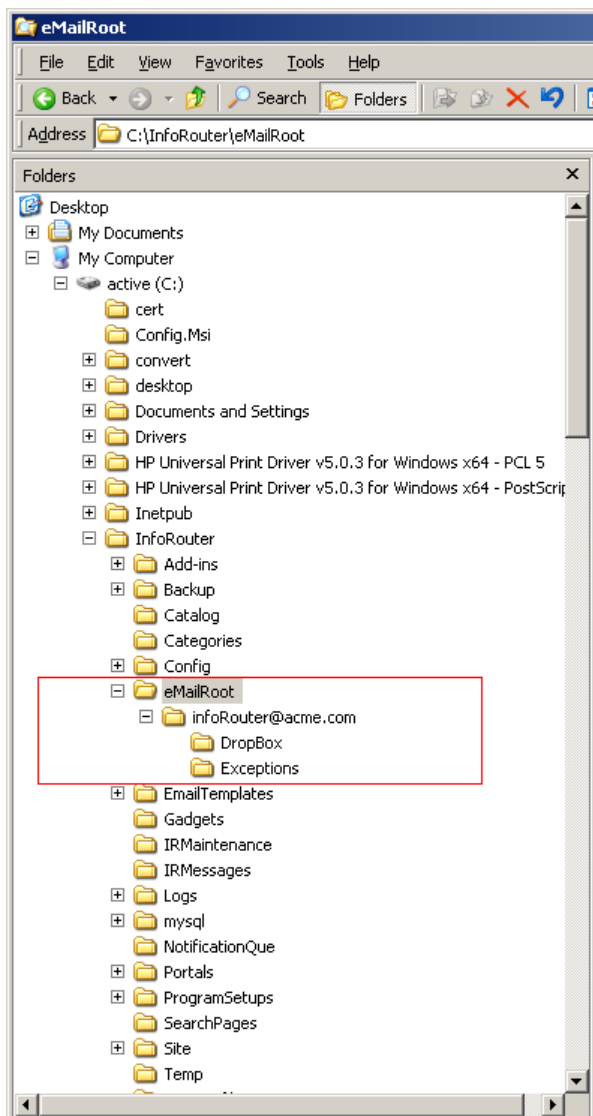 eMailRoot
File Edit View Favorites Tools Help
Back Search Folders
Address C:\InfoRouter\eMailRoot
Folders
Desktop
My Documents
My Computer
active (C:)
cert
Config.Msi
convert
desktop
Documents and Settings
Drivers
HP Universal Print Driver v5.0.3 for Windows x64 - PCL 5
HP Universal Print Driver v5.0.3 for Windows x64 - PostScrip
Inetpub
InfoRouter
Add-ins
Backup
Catalog
Categories
Config
eMailRoot
infoRouter@acme.com
DropBox
Exceptions
EmailTemplates
Gadgets
IRMaintenance
IRMessages
Logs
mysql
NotificationQue
Portals
ProgramSetups
SearchPages
Site
Temp